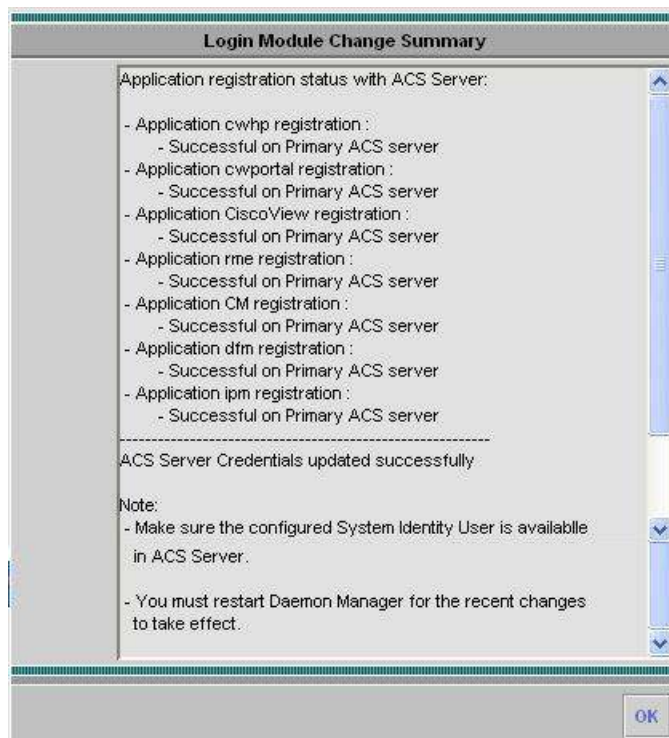 Login Module Change Summary
Application registration status with ACS Server:
- Application cwhp registration :
- Successful on Primary ACS server
- Application cwportal registration :
- Successful on Primary ACS server
- Application CiscoView registration :
- Successful on Primary ACS server
- Application rme registration :
- Successful on Primary ACS server
- Application CM registration :
- Successful on Primary ACS server
- Application dfm registration :
- Successful on Primary ACS server
- Application ipm registration :
- Successful on Primary ACS server
------------------------------------------------------------
ACS Server Credentials updated successfully
Note:
- Make sure the configured System Identity User is availablle
in ACS Server.
- You must restart Daemon Manager for the recent changes
to take effect.
OK